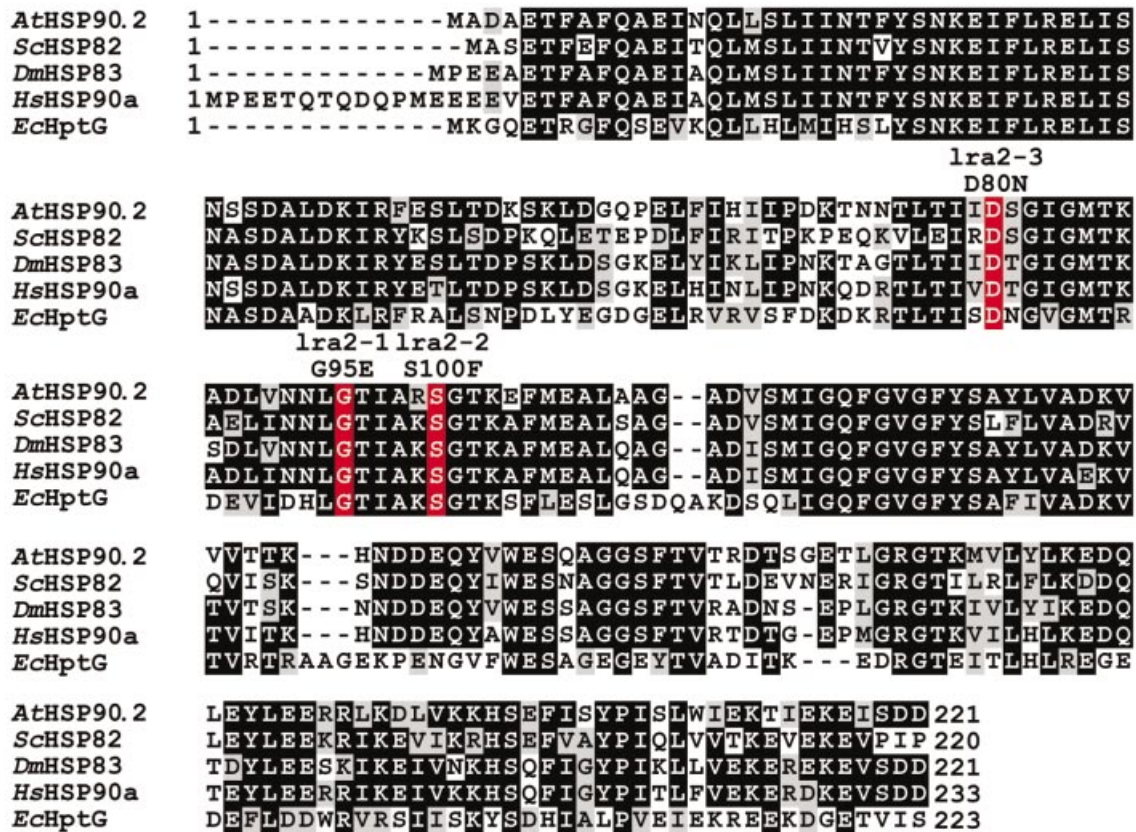 AtHSP90.2 1--------------MADAETFAFQAEINQLLSLIINTFYSNKEIFLRELIS
ScHSP82 1---------------MASETFEFQAEITQLMSLIINTVYSNKEIFLRELIS
DmHSP83 1-------------MPEEAETFAFQAEIAQLMSLIINTFYSNKEIFLRELIS
HsHSP90a 1MPEETQTQDQPMEEEEVETFAFQAEIAQLMSLIINTFYSNKEIFLRELIS
EcHptG 1--------------MKGQETRGFQSEVKQLLHLMIHSLYSNKEIFLRELIS
lra2-3
D80N
AtHSP90.2 NSSDALDKIRFESLTDKSKLDGQPELFIHIIPDKTNNTLTIIDSGIGMTK
ScHSP82 NASDALDKIRYKSLSDPKQLETEPDLFIRITPKPEQKVLEIRDSGIGMTK
DmHSP83 NASDALDKIRYESLTDPSKLDSGKELYIKLIPNKTAGTLTIIDTGIGMTK
HsHSP90a NSSDALDKIRYETLTDPSKLDSGKELHINLIPNKQDRTLTIVDTGIGMTK
EcHptG NASDAADKLRFRALSNPDLYEGDGELRVRVSFDKDKRTLTISDNGVGMTR
lra2-1 lra2-2
G95E S100F
AtHSP90.2 ADLVNNLGTIARSGTKEFMEALAAG--ADVSMIGQFGVGFYSAYLVADKV
ScHSP82 AELINNLGTIAKSGTKAFMEALSAG--ADVSMIGQFGVGFYSLFLVADRV
DmHSP83 SDLVNNLGTIAKSGTKAFMEALQAG--ADISMIGQFGVGFYSAYLVADKV
HsHSP90a ADLINNLGTIAKSGTKAFMEALQAG--ADISMIGQFGVGFYSAYLVAEKV
EcHptG DEVIDHLGTIAKSGTKSFLESLGSDQAKDSQLIGQFGVGFYSAFIVADKV
AtHSP90.2 VVTTK---HNDDEQYVWESQAGGSFTVTRDTSGETLGRGTKMVLYLKEDQ
ScHSP82 QVISK---SNDDEQYIWESNAGGSFTVTLDEVNERIGRGTILRLFLKDDQ
DmHSP83 TVTSK---NNDDEQYVWESSAGGSFTVRADNS-EPLGRGTKIVLYIKEDQ
HsHSP90a TVITK---HNDDEQYAWESSAGGSFTVRTDTG-EPMGRGTKVILHLKEDQ
EcHptG TVRTRAAGEKPENGVFWESAGEGEYTVADITK---EDRGTEITLHLREGE
AtHSP90.2 LEYLEERRLKDLVKKHSEFISYPISLWIEKTIEKEISDD 221
ScHSP82 LEYLEEKRIKEVIKRHSEFVAYPIQLVVTKEVEKEVPIP 220
DmHSP83 TDYLEESKIKEIVNKHSQFIGYPIKLLVEKEREKEVSDD 221
HsHSP90a TEYLEERRIKEIVKKHSQFIGYPITLFVEKERDKEVSDD 233
EcHptG DEFLDDWRVRSIISKYSDHIALPVEIEKREEKDGETVIS 223